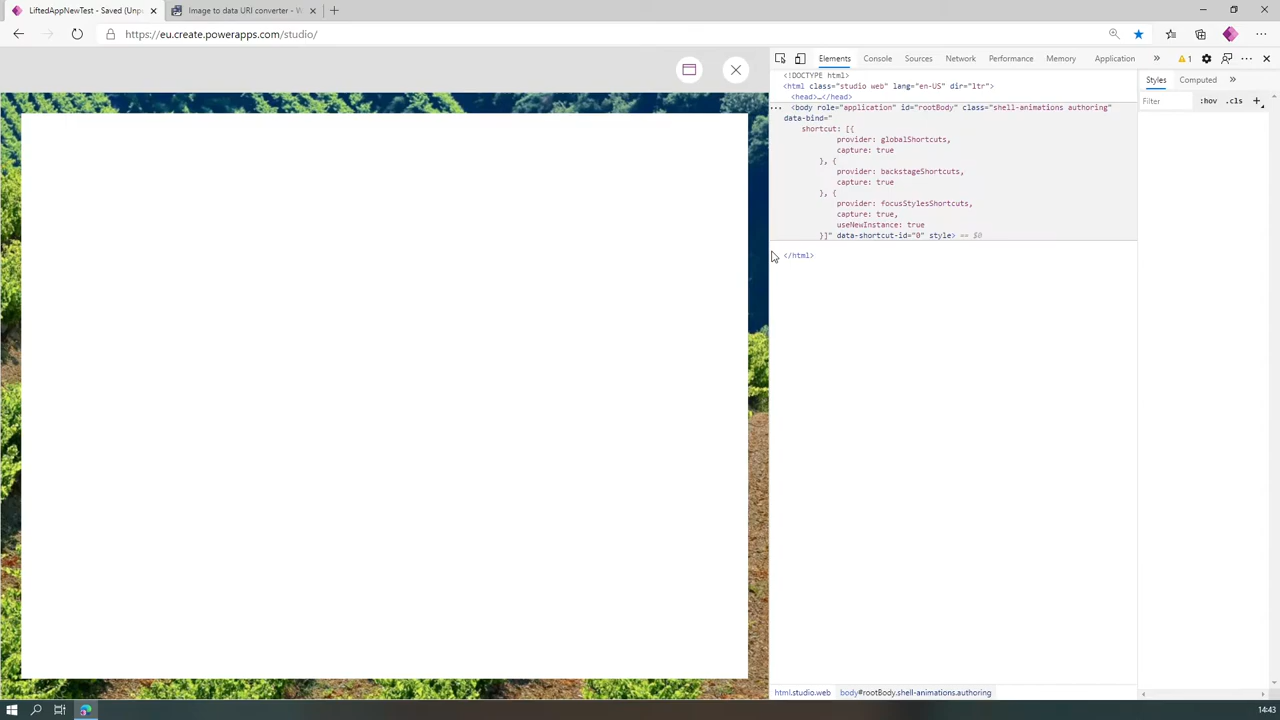 LiftedAppNewTest - Saved (Unpu
Image to data URI converter - W
https://eu.create.powerapps.com/studio/
Elements Console Sources Network Performance Memory Application » 1
<!DOCTYPE html>
<html class="studio web" lang="en-US" dir="ltr">
<head>…</head>
<body role="application" id="rootBody" class="shell-animations authoring"
data-bind="
shortcut: [{
provider: globalShortcuts,
capture: true
}, {
provider: backstageShortcuts,
capture: true
}, {
provider: focusStylesShortcuts,
capture: true,
useNewInstance: true
}]" data-shortcut-id="0" style> == $0
</html>
Styles Computed »
Filter :hov .cls +
html.studio.web body#rootBody.shell-animations.authoring
14:43